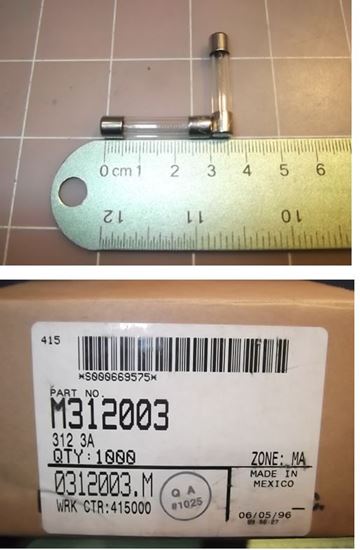 0 cm 1 2 3 4 5 6
12 11 10
415
*S000669575*
PART NO.
M312003
312 3A
QTY:1000
ZONE: MA
0312003.M
WRK CTR:415000
Q A
#1025
MADE IN
MEXICO
06/05/96